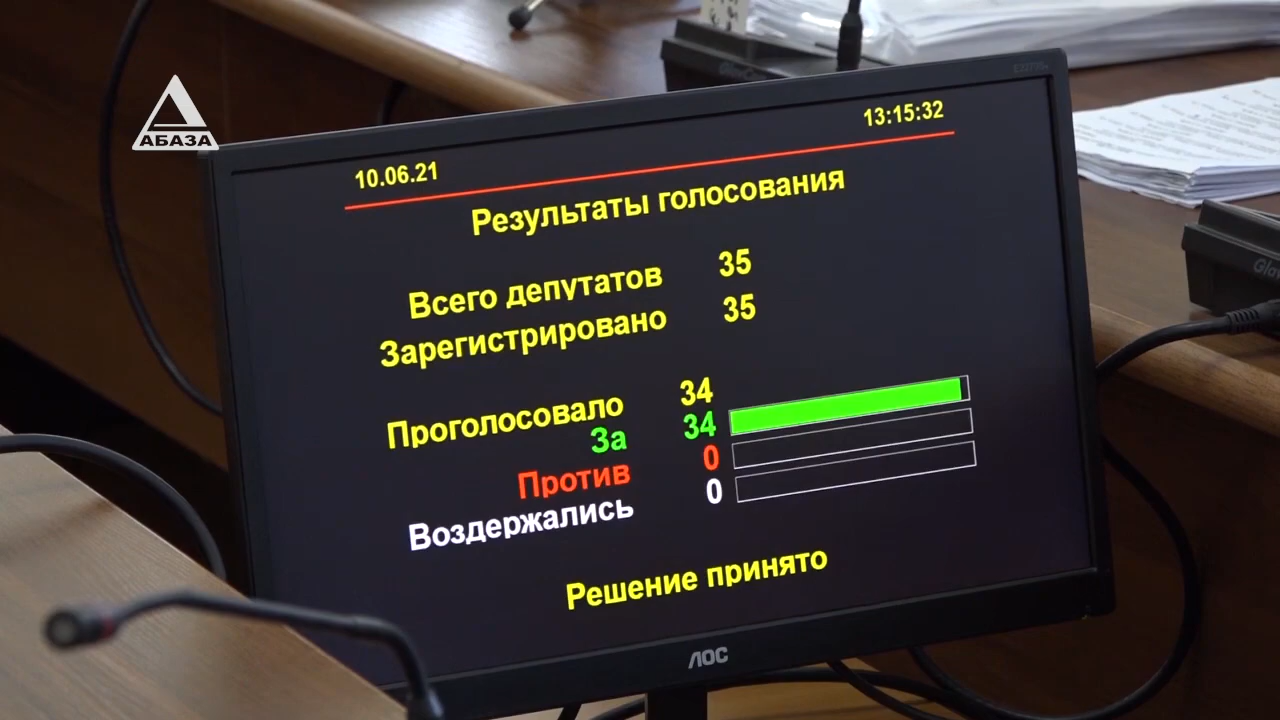 АБАЗА
10.06.21 13:15:32
Результаты голосования
Всего депутатов 35
Зарегистрировано 35
Проголосовало 34
За 34
Против 0
Воздержались 0
Решение принято
AOC